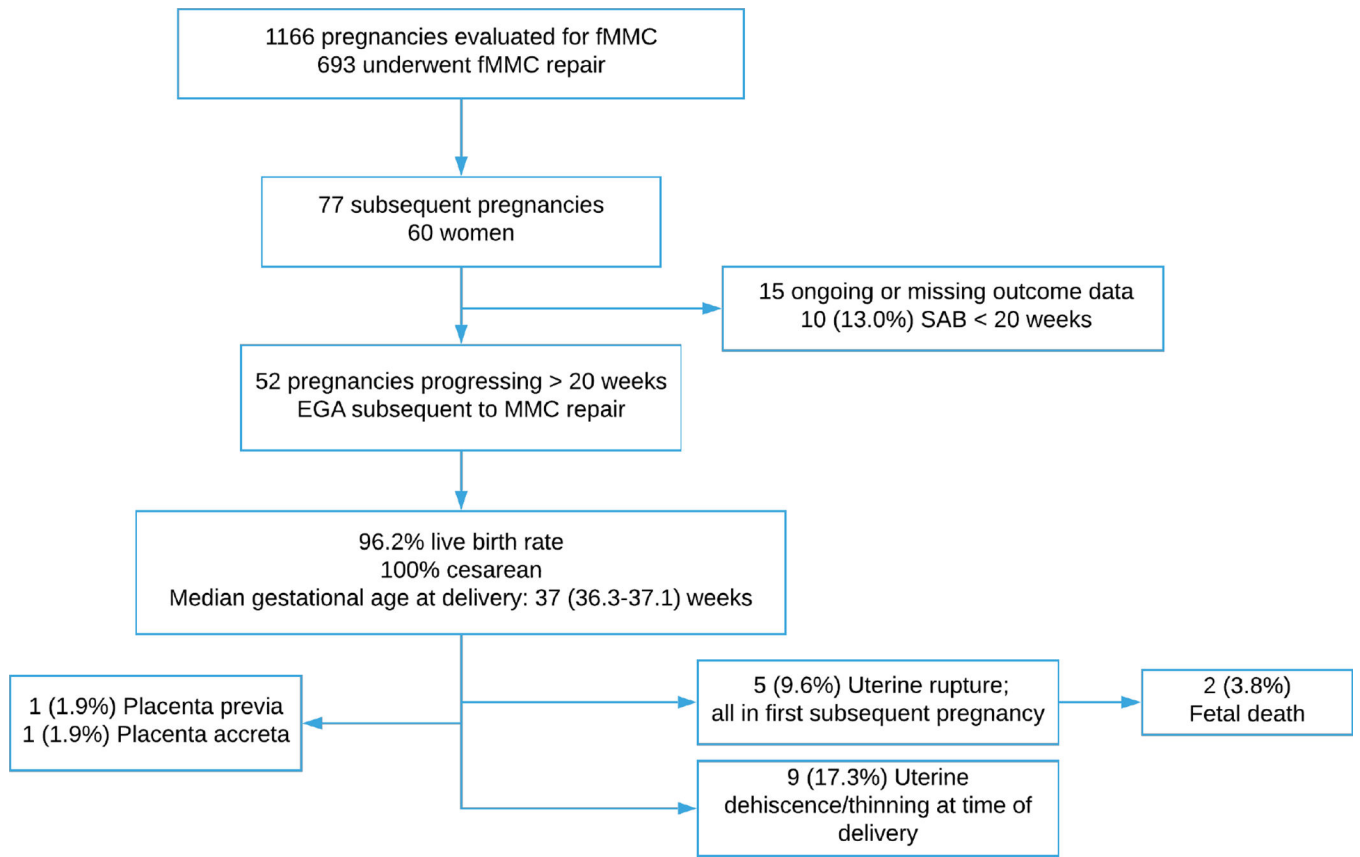 1166 pregnancies evaluated for fMMC
693 underwent fMMC repair
77 subsequent pregnancies
60 women
15 ongoing or missing outcome data
10 (13.0%) SAB < 20 weeks
52 pregnancies progressing > 20 weeks
EGA subsequent to MMC repair
96.2% live birth rate
100% cesarean
Median gestational age at delivery: 37 (36.3-37.1) weeks
1 (1.9%) Placenta previa
1 (1.9%) Placenta accreta
5 (9.6%) Uterine rupture;
all in first subsequent pregnancy
2 (3.8%)
Fetal death
9 (17.3%) Uterine
dehiscence/thinning at time of
delivery